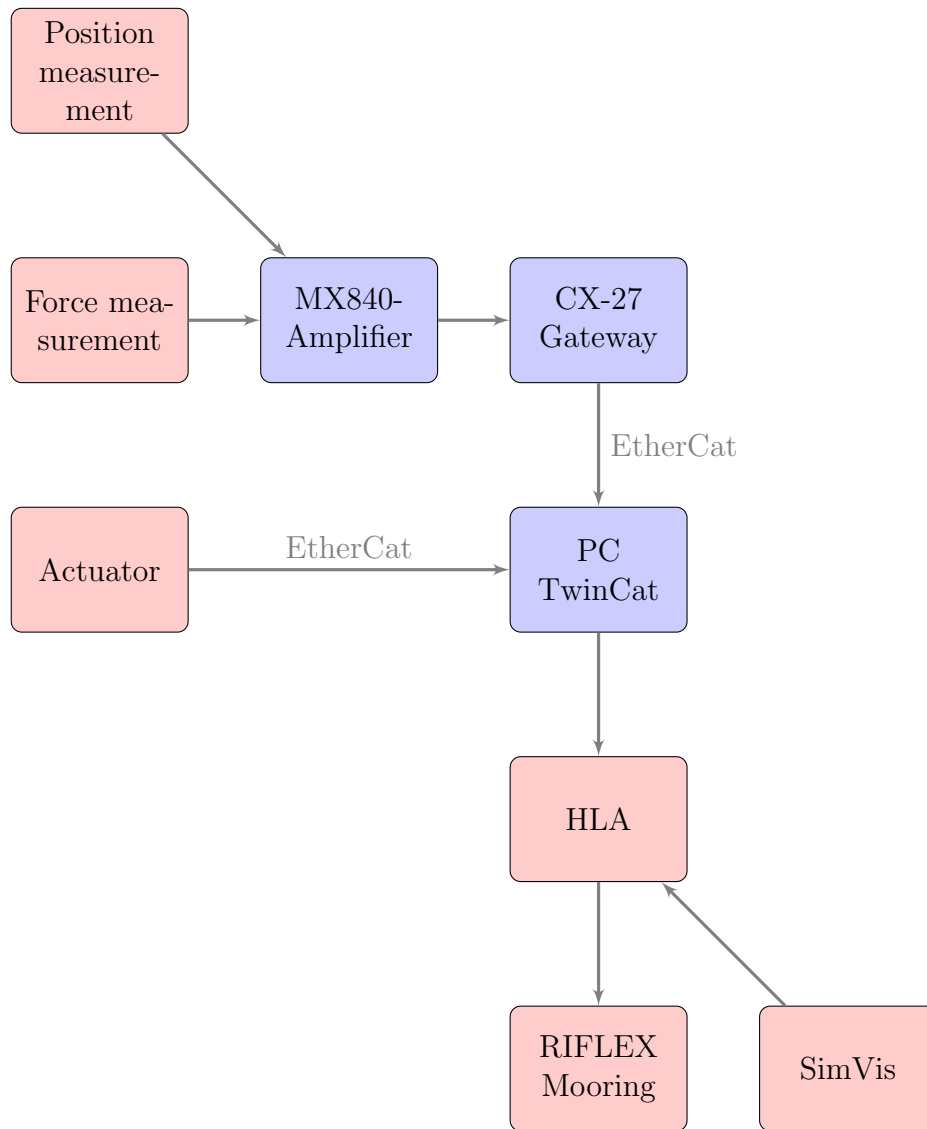 Position
measure-
ment
Force mea-
surement
MX840-
Amplifier
CX-27
Gateway
EtherCat
Actuator
EtherCat
PC
TwinCat
HLA
RIFLEX
Mooring
SimVis